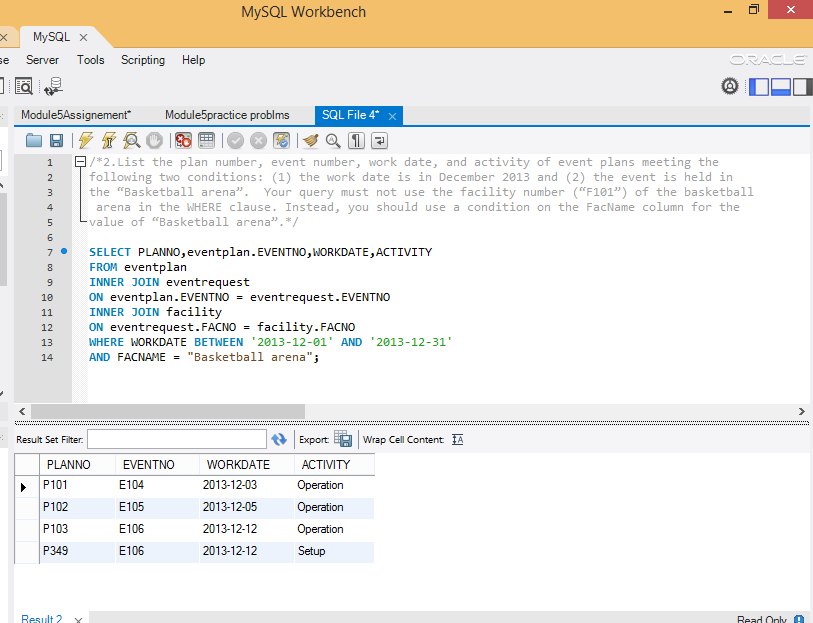 MySQL Workbench
MySQL
se Server Tools Scripting Help
ORACLE
Module5Assignement* Module5practice problms SQL File 4*
1 /*2.List the plan number, event number, work date, and activity of event plans meeting the
2 following two conditions: (1) the work date is in December 2013 and (2) the event is held in
3 the “Basketball arena”. Your query must not use the facility number (“F101”) of the basketball
4 arena in the WHERE clause. Instead, you should use a condition on the FacName column for the
5 value of “Basketball arena”.*/
6
7 SELECT PLANNO,eventplan.EVENTNO,WORKDATE,ACTIVITY
8 FROM eventplan
9 INNER JOIN eventrequest
10 ON eventplan.EVENTNO = eventrequest.EVENTNO
11 INNER JOIN facility
12 ON eventrequest.FACNO = facility.FACNO
13 WHERE WORKDATE BETWEEN '2013-12-01' AND '2013-12-31'
14 AND FACNAME = "Basketball arena";
Result Set Filter: Export: Wrap Cell Content:
PLANNO EVENTNO WORKDATE ACTIVITY
P101 E104 2013-12-03 Operation
P102 E105 2013-12-05 Operation
P103 E106 2013-12-12 Operation
P349 E106 2013-12-12 Setup
Result 2 Read Only